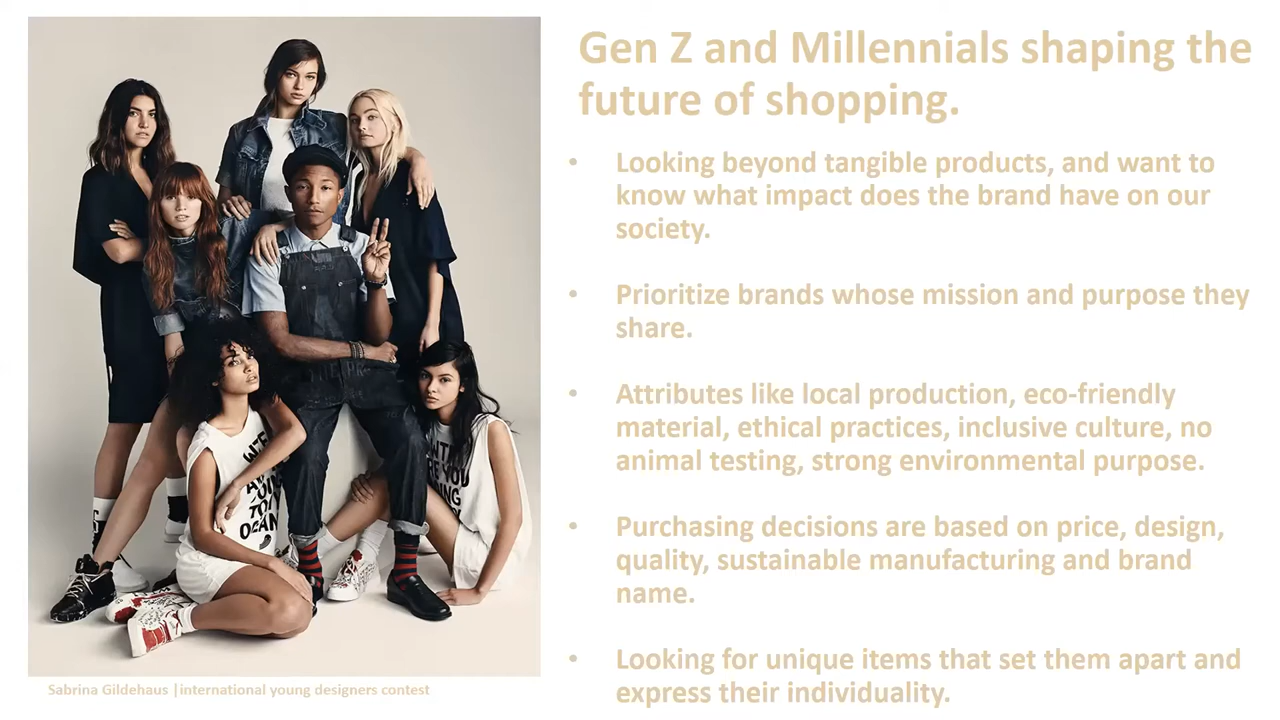 Gen Z and Millennials shaping the
future of shopping.
• Looking beyond tangible products, and want to
know what impact does the brand have on our
society.
• Prioritize brands whose mission and purpose they
share.
• Attributes like local production, eco-friendly
material, ethical practices, inclusive culture, no
animal testing, strong environmental purpose.
• Purchasing decisions are based on price, design,
quality, sustainable manufacturing and brand
name.
• Looking for unique items that set them apart and
express their individuality.
Sabrina Gildehaus |international young designers contest